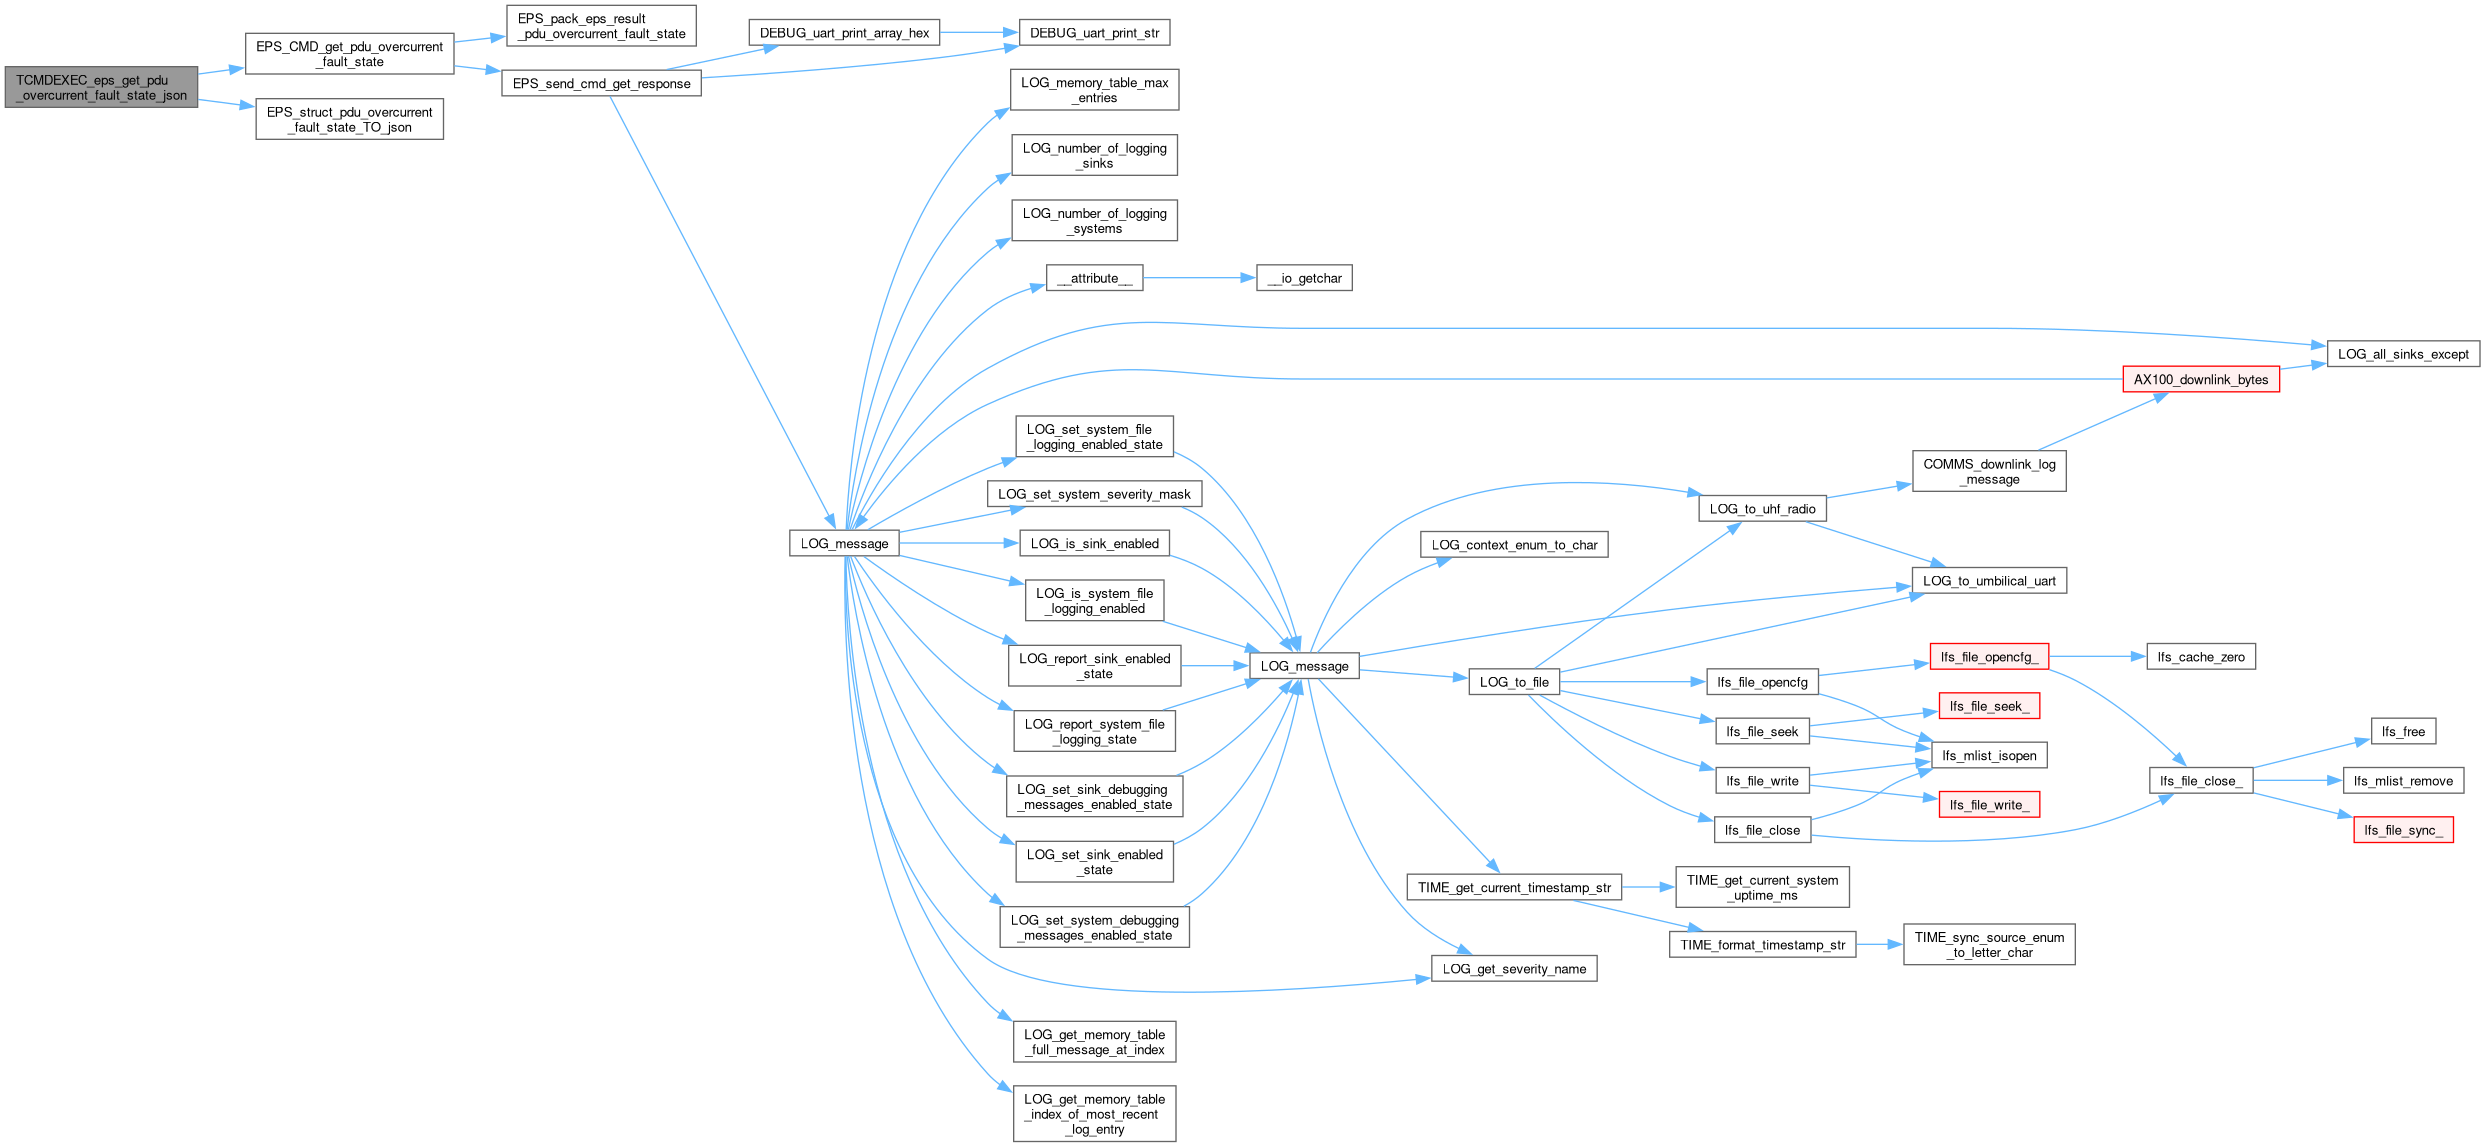 TCMDEXEC_eps_get_pdu
_overcurrent_fault_state_json
EPS_CMD_get_pdu_overcurrent
_fault_state
EPS_struct_pdu_overcurrent
_fault_state_TO_json
EPS_pack_eps_result
_pdu_overcurrent_fault_state
EPS_send_cmd_get_response
DEBUG_uart_print_array_hex
DEBUG_uart_print_str
LOG_message
LOG_memory_table_max
_entries
LOG_number_of_logging
_sinks
LOG_number_of_logging
_systems
__attribute__
__io_getchar
LOG_all_sinks_except
AX100_downlink_bytes
LOG_set_system_file
_logging_enabled_state
LOG_set_system_severity_mask
LOG_is_sink_enabled
LOG_is_system_file
_logging_enabled
LOG_report_sink_enabled
_state
LOG_report_system_file
_logging_state
LOG_set_sink_debugging
_messages_enabled_state
LOG_set_sink_enabled
_state
LOG_set_system_debugging
_messages_enabled_state
LOG_get_memory_table
_full_message_at_index
LOG_get_memory_table
_index_of_most_recent
_log_entry
LOG_message
LOG_context_enum_to_char
LOG_to_file
TIME_get_current_timestamp_str
LOG_get_severity_name
LOG_to_uhf_radio
COMMS_downlink_log
_message
LOG_to_umbilical_uart
lfs_file_opencfg
lfs_file_seek
lfs_file_write
lfs_file_close
lfs_file_opencfg_
lfs_file_seek_
lfs_mlist_isopen
lfs_file_write_
lfs_cache_zero
lfs_file_close_
lfs_free
lfs_mlist_remove
lfs_file_sync_
TIME_get_current_system
_uptime_ms
TIME_format_timestamp_str
TIME_sync_source_enum
_to_letter_char